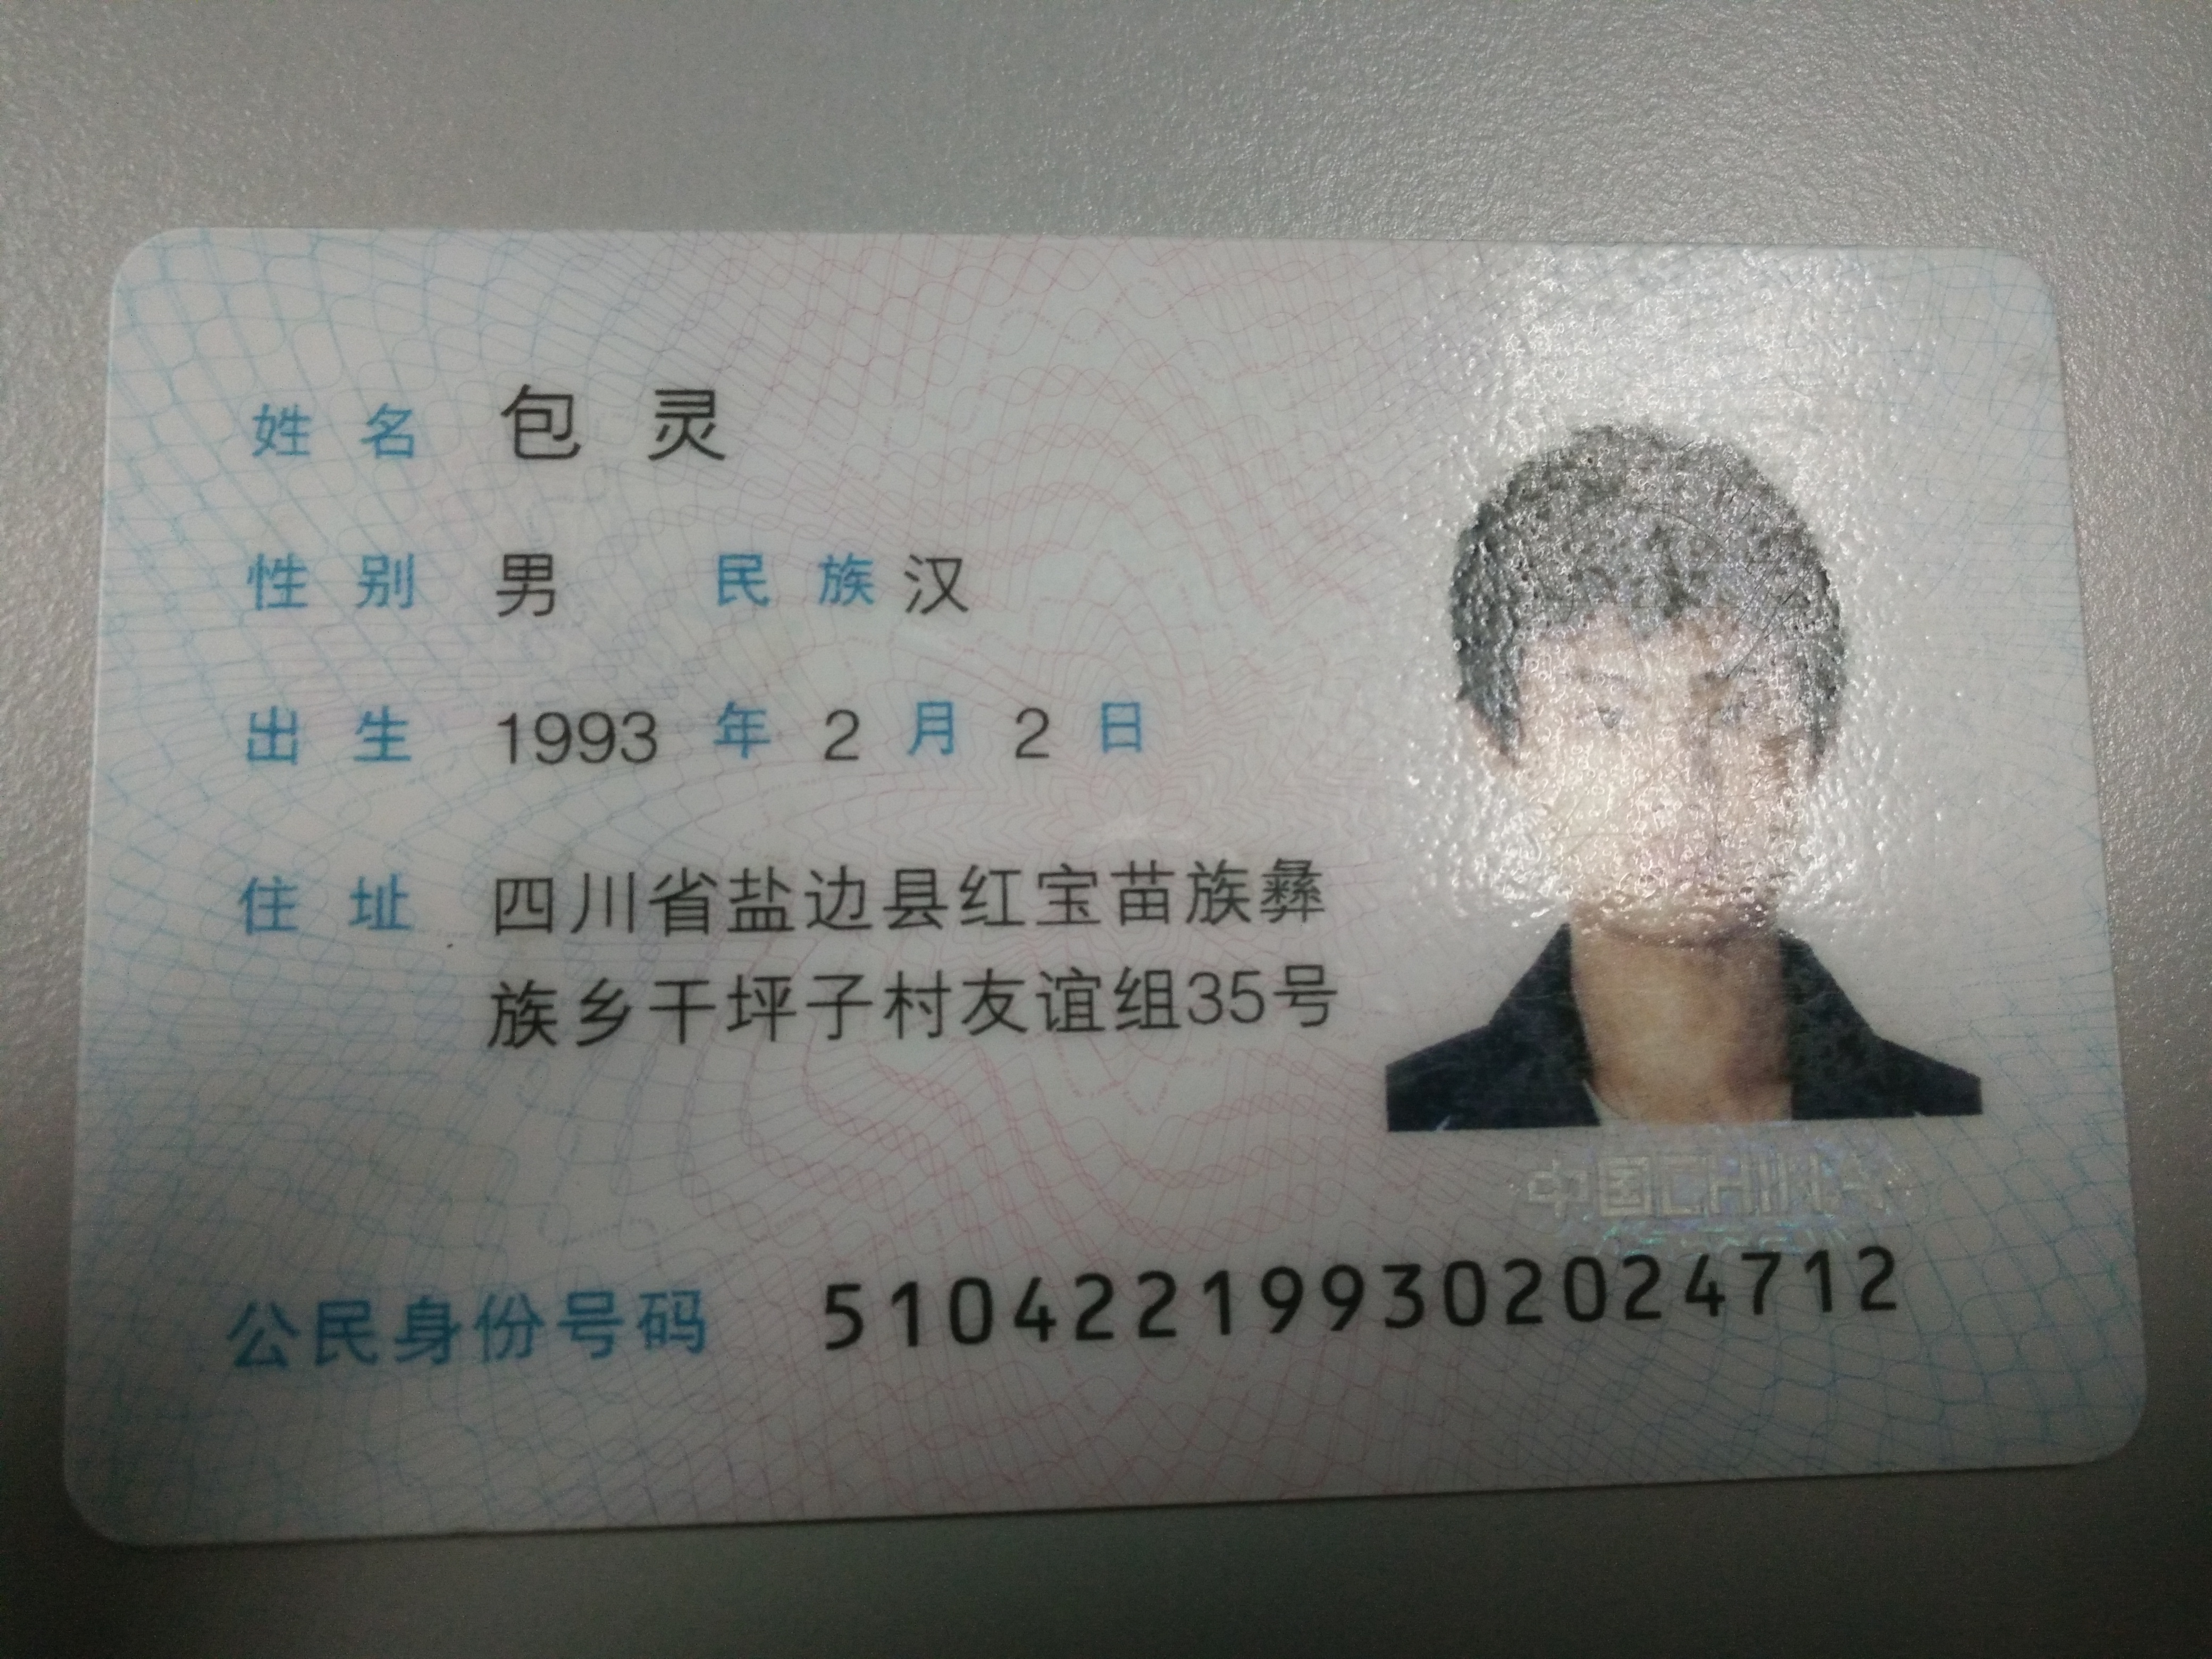 姓名 包灵
性别 男 民族 汉
出生 1993 年 2 月 2 日
住址 四川省盐边县红宝苗族彝
族乡干坪子村友谊组35号
中国CHINA
公民身份号码 510422199302024712